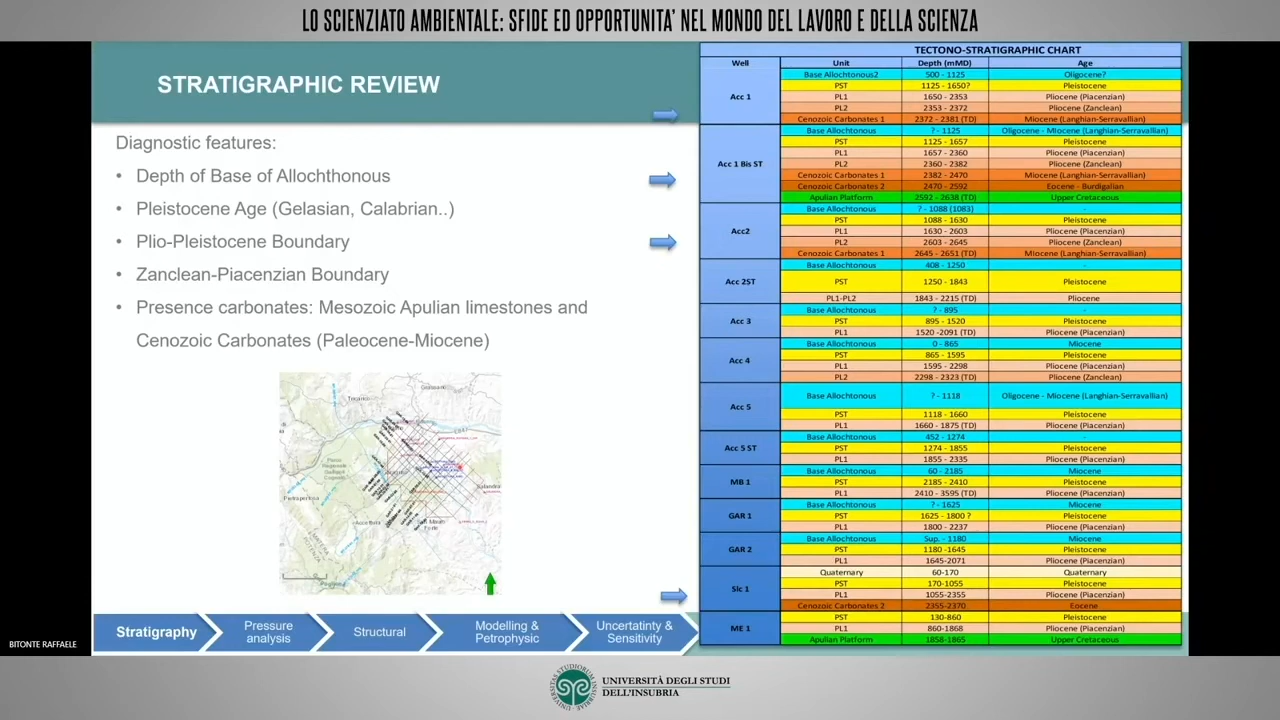 LO SCIENZIATO AMBIENTALE: SFIDE ED OPPORTUNITA' NEL MONDO DEL LAVORO E DELLA SCIENZA
STRATIGRAPHIC REVIEW
Diagnostic features:
• Depth of Base of Allochthonous
• Pleistocene Age (Gelasian, Calabrian..)
• Plio-Pleistocene Boundary
• Zanclean-Piacenzian Boundary
• Presence carbonates: Mesozoic Apulian limestones and
Cenozoic Carbonates (Paleocene-Miocene)
TECTONO-STRATIGRAPHIC CHART
Well Unit Depth (mMD) Age
Acc 1
Base Allochtonous2 500 - 1125 Oligocene?
PST 1125 - 1650? Pleistocene
PL1 1650 - 2353 Pliocene (Piacenzian)
PL2 2353 - 2372 Pliocene (Zanclean)
Cenozoic Carbonates 1 2372 - 2381 (TD) Miocene (Langhian-Serravallian)
Acc 1 Bis ST
Base Allochtonous ? - 1125 Oligocene - Miocene (Langhian-Serravallian)
PST 1125 - 1657 Pleistocene
PL1 1657 - 2360 Pliocene (Piacenzian)
PL2 2360 - 2382 Pliocene (Zanclean)
Cenozoic Carbonates 1 2382 - 2470 Miocene (Langhian-Serravallian)
Cenozoic Carbonates 2 2470 - 2592 Eocene - Burdigalian
Apulian Platform 2592 - 2638 (TD) Upper Cretaceous
Acc2
Base Allochtonous ? - 1088 (1083) -
PST 1088 - 1630 Pleistocene
PL1 1630 - 2603 Pliocene (Piacenzian)
PL2 2603 - 2645 Pliocene (Zanclean)
Cenozoic Carbonates 1 2645 - 2651 (TD) Miocene (Langhian-Serravallian)
Acc 2ST
Base Allochtonous 408 - 1250 -
PST 1250 - 1843 Pleistocene
PL1-PL2 1843 - 2215 (TD) Pliocene
Acc 3
Base Allochtonous ? - 895 -
PST 895 - 1520 Pleistocene
PL1 1520 -2091 (TD) Pliocene (Piacenzian)
Acc 4
Base Allochtonous 0 - 865 Miocene
PST 865 - 1595 Pleistocene
PL1 1595 - 2298 Pliocene (Piacenzian)
PL2 2298 - 2323 (TD) Pliocene (Zanclean)
Acc 5
Base Allochtonous ? - 1118 Oligocene - Miocene (Langhian-Serravallian)
PST 1118 - 1660 Pleistocene
PL1 1660 - 1875 (TD) Pliocene (Piacenzian)
Acc 5 ST
Base Allochtonous 452 - 1274 -
PST 1274 - 1855 Pleistocene
PL1 1855 - 2335 Pliocene (Piacenzian)
MB 1
Base Allochtonous 60 - 2185 Miocene
PST 2185 - 2410 Pleistocene
PL1 2410 - 3595 (TD) Pliocene (Piacenzian)
GAR 1
Base Allochtonous ? - 1625 Miocene
PST 1625 - 1800 ? Pleistocene
PL1 1800 - 2237 Pliocene (Piacenzian)
GAR 2
Base Allochtonous Sup. - 1180 Miocene
PST 1180 -1645 Pleistocene
PL1 1645-2071 Pliocene (Piacenzian)
Slc 1
Quaternary 60-170 Quaternary
PST 170-1055 Pleistocene
PL1 1055-2355 Pliocene (Piacenzian)
Cenozoic Carbonates 2 2355-2370 Eocene
ME 1
PST 130-860 Pleistocene
PL1 860-1868 Pliocene (Piacenzian)
Apulian Platform 1858-1865 Upper Cretaceous
Stratigraphy
Pressure
analysis
Structural
Modelling &
Petrophysic
Uncertatinty &
Sensitivity
BITONTE RAFFAELE
UNIVERSITÀ DEGLI STUDI
DELL'INSUBRIA